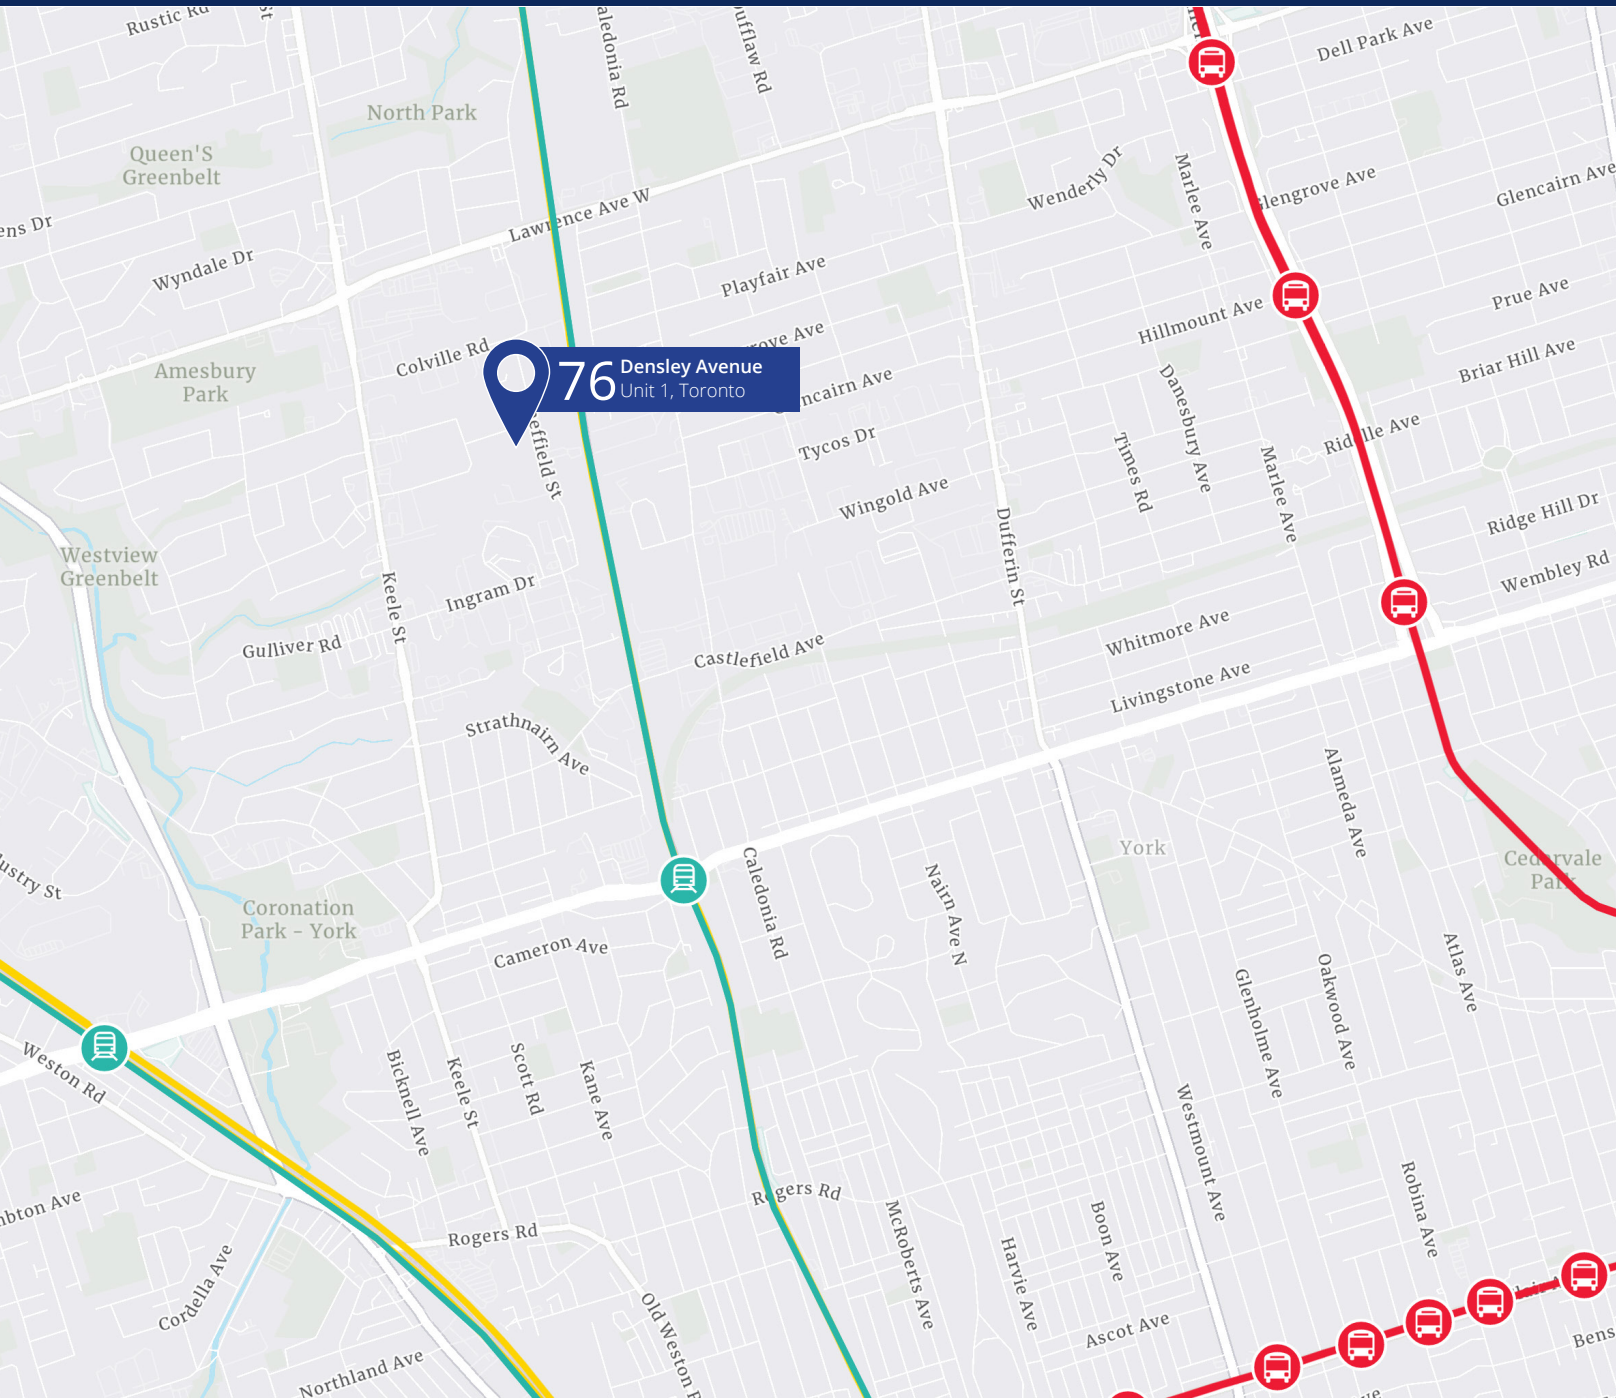 Rustic Rd
Dell Park Ave
North Park
Queen'S
Greenbelt
Wenderly Dr
Marlee Ave
Glengrove Ave
Glencairn Ave
Lawrence Ave W
Wyndale Dr
Playfair Ave
Prue Ave
Hillmount Ave
Colville Rd
Briar Hill Ave
Amesbury
Park
76
Densley Avenue
Unit 1, Toronto
Tycos Dr
Danesbury Ave
Times Rd
Marlee Ave
Ridelle Ave
Wingold Ave
Dufferin St
Ridge Hill Dr
Westview
Greenbelt
Wembley Rd
Keele St
Ingram Dr
Gulliver Rd
Castlefield Ave
Whitmore Ave
Livingstone Ave
Strathnairn Ave
Alameda Ave
York
Cedarvale
Park
Caledonia Rd
Nairn Ave N
Coronation
Park - York
Cameron Ave
Atlas Ave
Oakwood Ave
Glenholme Ave
Weston Rd
Bicknell Ave
Keele St
Scott Rd
Kane Ave
Westmount Ave
Rogers Rd
Robina Ave
Rogers Rd
McRoberts Ave
Boon Ave
Harvie Ave
Cordella Ave
Ascot Ave
Northland Ave